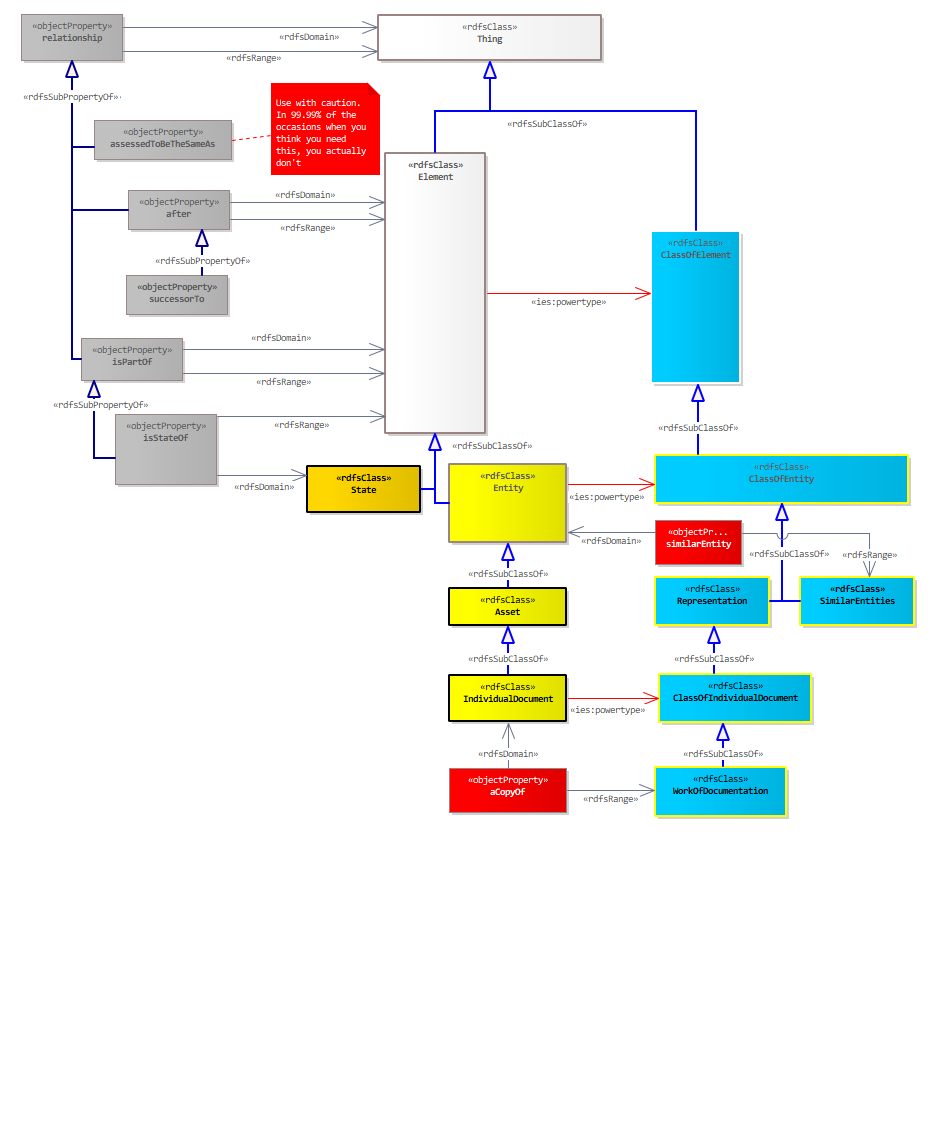 «objectProperty»
relationship
«rdfsDomain»
«rdfsRange»
«rdfsClass»
Thing
«rdfsSubPropertyOf»
«rdfsSubClassOf»
«objectProperty»
assessedToBeTheSameAs
Use with caution.
In 99.99% of the
occasions when you
think you need
this, you actually
don't
«rdfsClass»
Element
«objectProperty»
after
«rdfsDomain»
«rdfsRange»
«rdfsSubPropertyOf»
«objectProperty»
successorTo
«rdfsClass»
ClassOfElement
«ies:powertype»
«objectProperty»
isPartOf
«rdfsDomain»
«rdfsRange»
«rdfsSubPropertyOf»
«objectProperty»
isStateOf
«rdfsRange»
«rdfsDomain»
«rdfsSubClassOf»
«rdfsSubClassOf»
«rdfsClass»
State
«rdfsClass»
Entity
«ies:powertype»
«rdfsClass»
ClassOfEntity
«rdfsDomain»
«objectPr...
similarEntity
«rdfsSubClassOf»
«rdfsRange»
«rdfsSubClassOf»
«rdfsClass»
Asset
«rdfsClass»
Representation
«rdfsClass»
SimilarEntities
«rdfsSubClassOf»
«rdfsSubClassOf»
«rdfsClass»
IndividualDocument
«ies:powertype»
«rdfsClass»
ClassOfIndividualDocument
«rdfsDomain»
«rdfsSubClassOf»
«objectProperty»
aCopyOf
«rdfsRange»
«rdfsClass»
WorkOfDocumentation